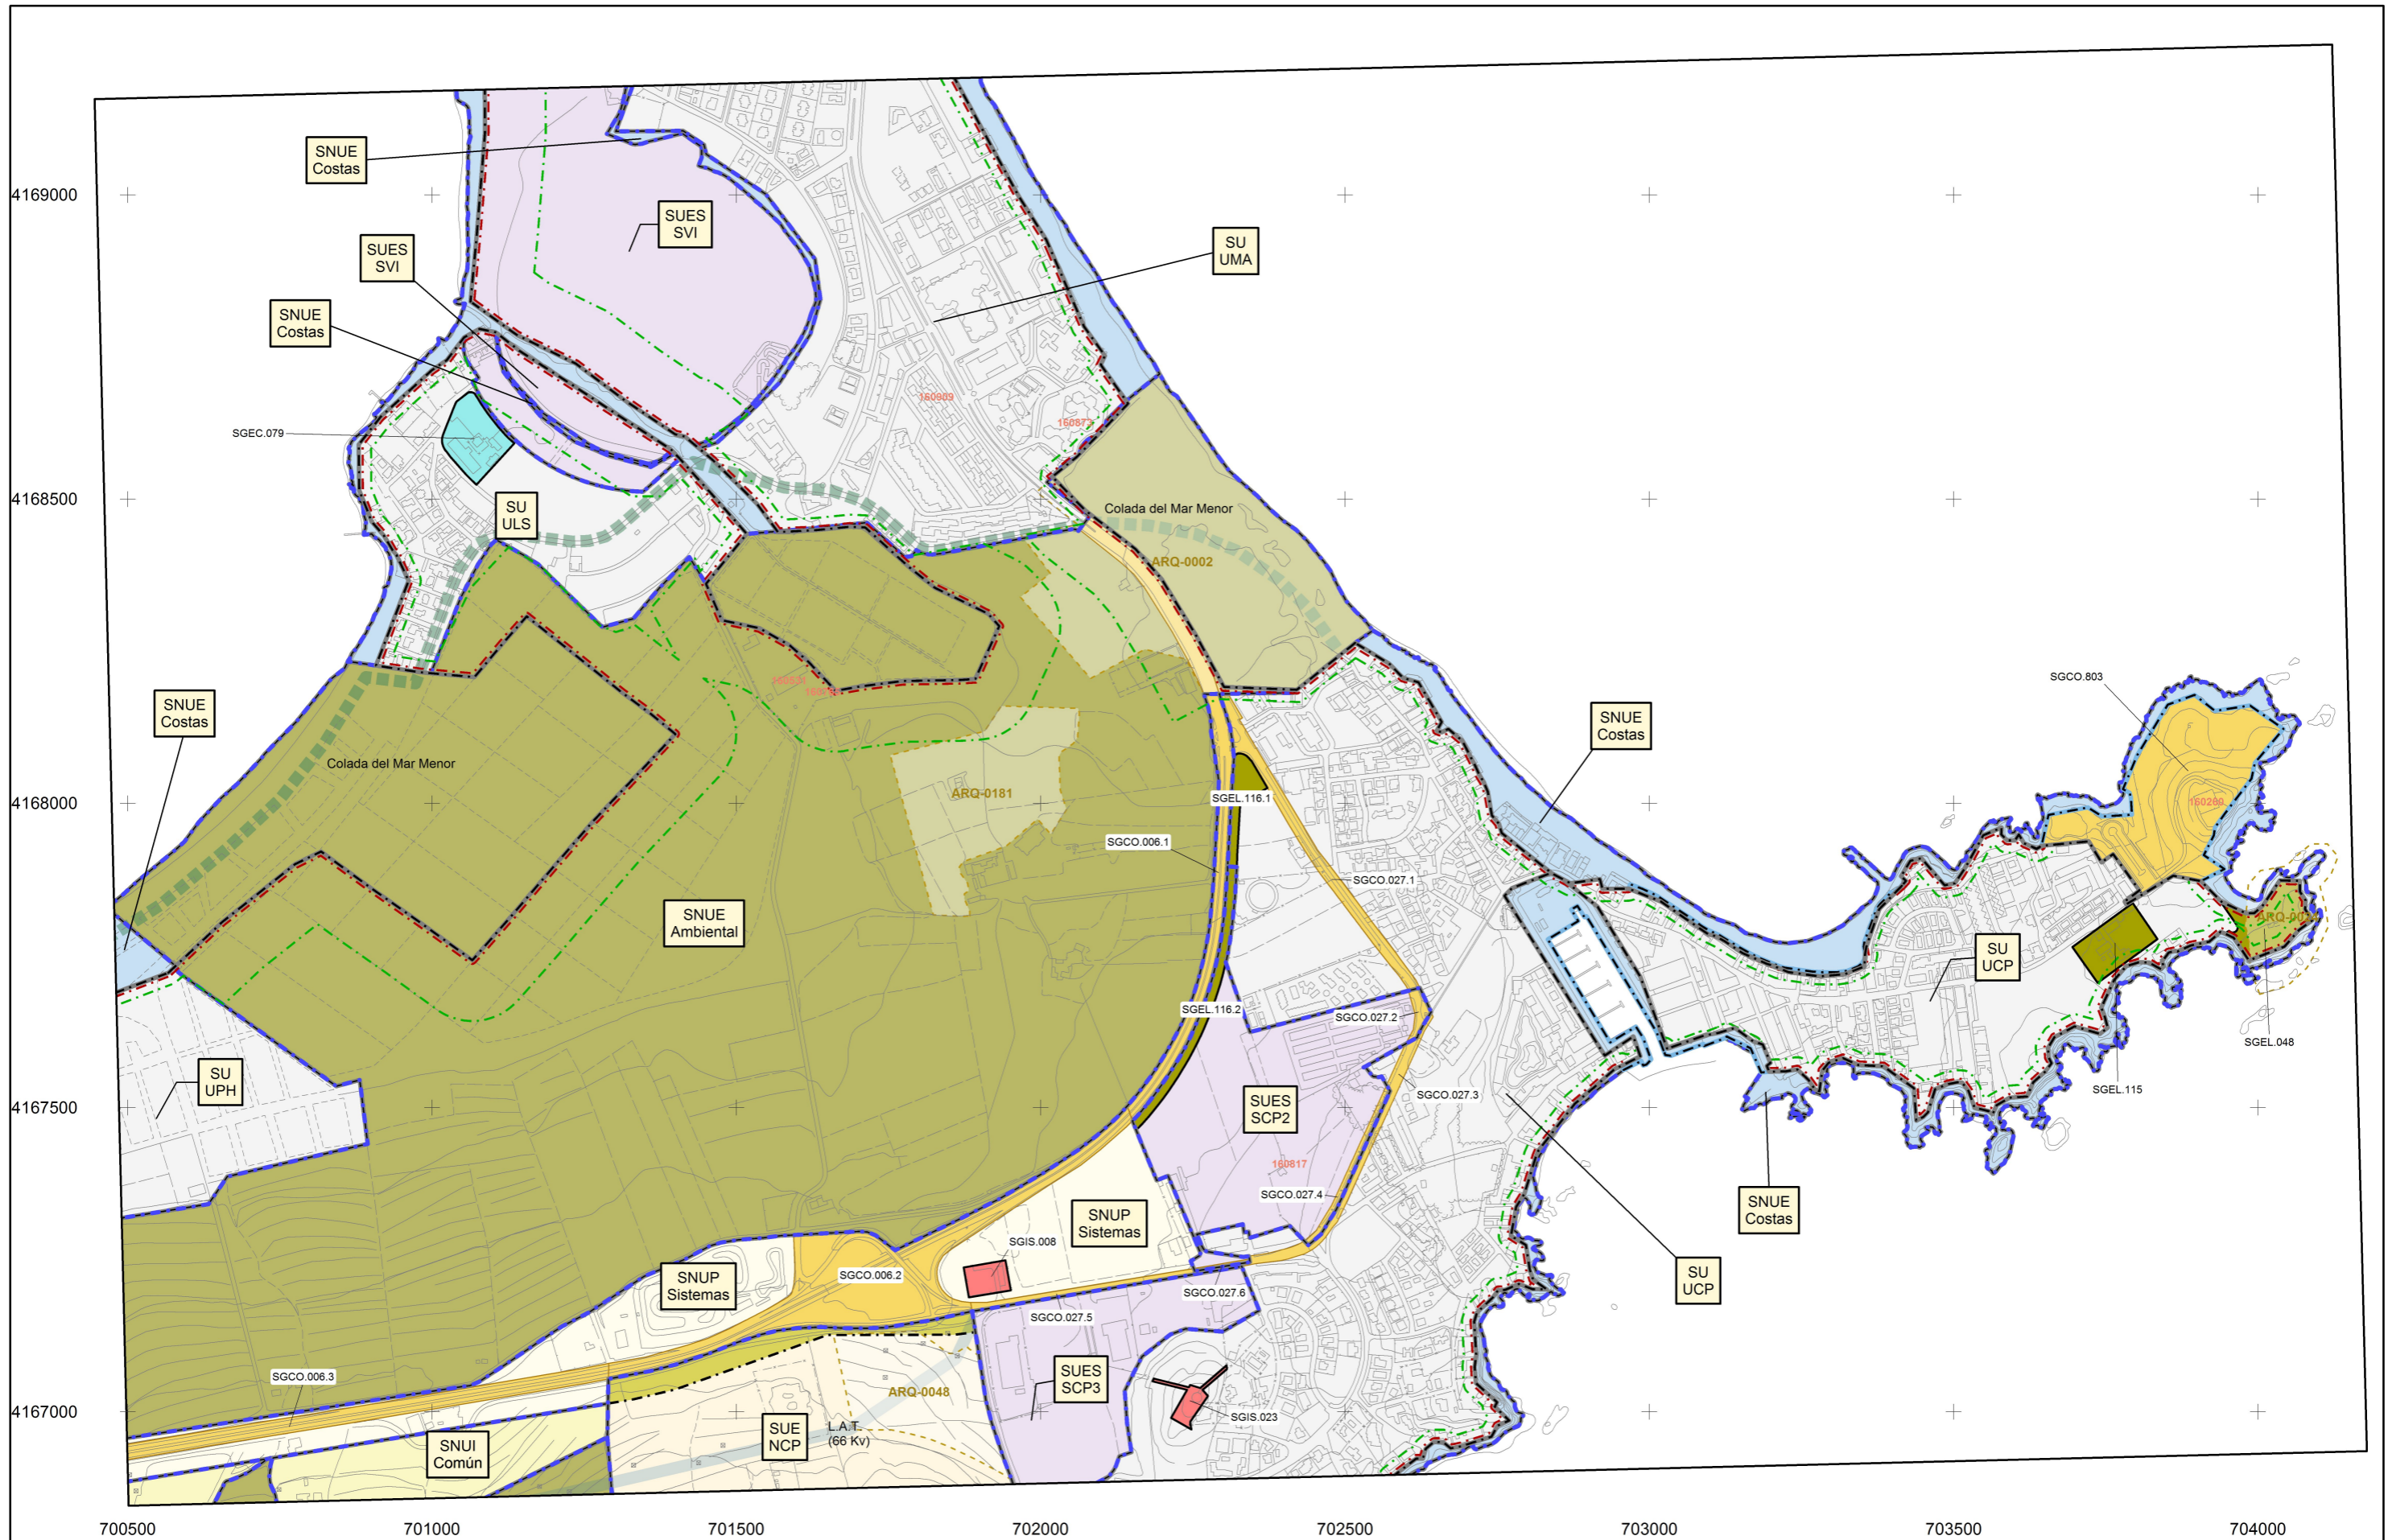 SNUE
Costas
4169000
SUES
SVI
SUES
SVI
SU
UMA
SNUE
Costas
160909
160873
SGEC.079
4168500
SU
ULS
Colada del Mar Menor
ARQ-0002
SNUE
Costas
SGCO.803
SNUE
Costas
Colada del Mar Menor
4168000
ARQ-0181
SGEL.116.1
160260
SGCO.006.1
SGCO.027.1
SNUE
Ambiental
SU
UCP
SGEL.116.2
SGCO.027.2
SGEL.048
SU
UPH
SUES
SCP2
SGCO.027.3
SGEL.115
4167500
160817
SGCO.027.4
SNUE
Costas
SNUP
Sistemas
SGIS.008
SNUP
Sistemas
SGCO.006.2
SU
UCP
SGCO.027.6
SGCO.027.5
SGCO.006.3
SUES
SCP3
ARQ-0048
4167000
SGIS.023
SNUI
Común
SUE
NCP
L.A.T.
(66 Kv)
700500 701000 701500 702000 702500 703000 703500 704000